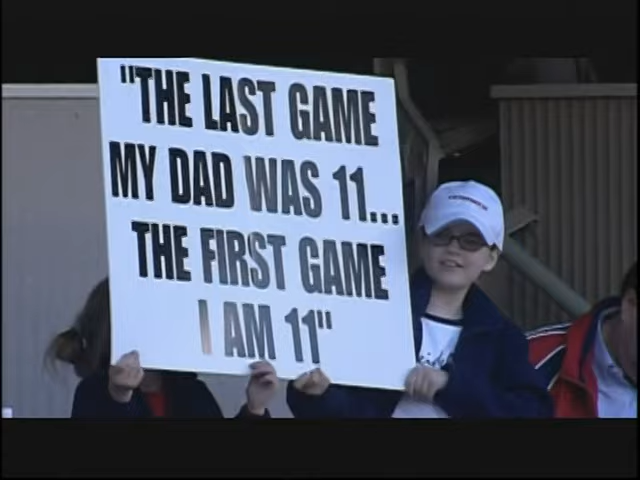 "THE LAST GAME
MY DAD WAS 11...
THE FIRST GAME
I AM 11"